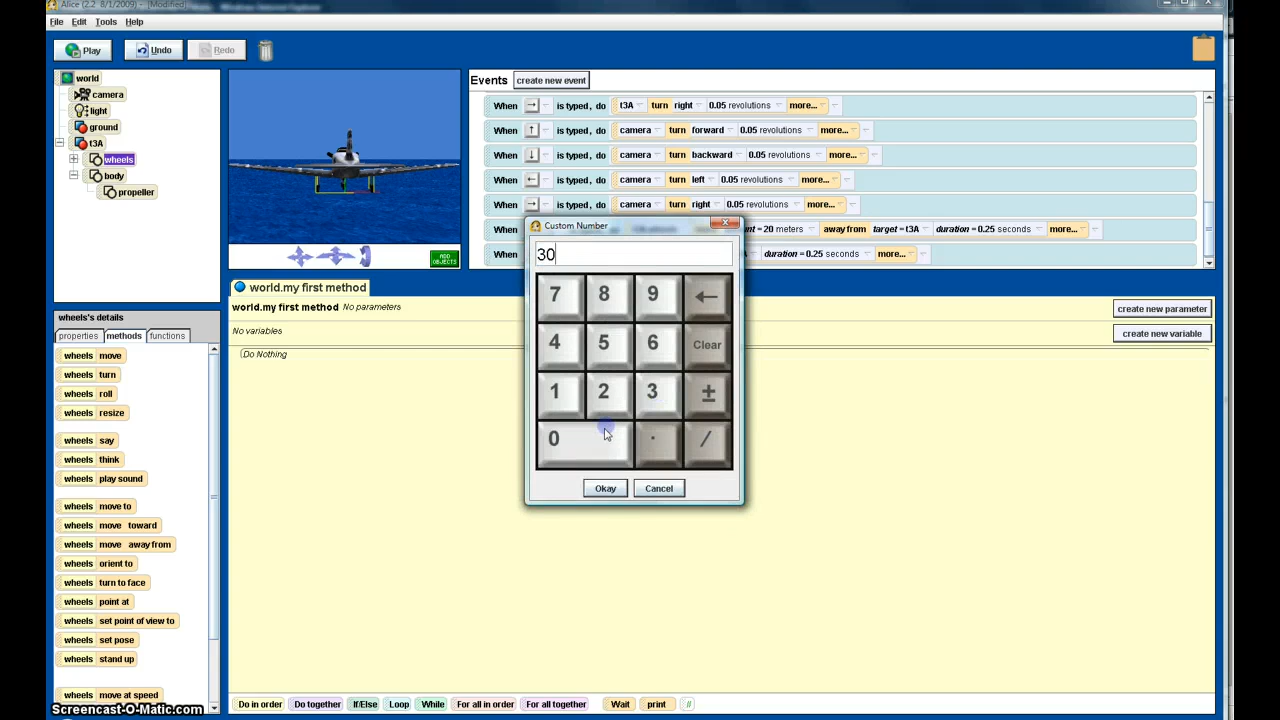 Alice (2.2 8/1/2009) - [Modified]
File Edit Tools Help
Play Undo Redo
world
camera
light
ground
t3A
wheels
body
propeller
ADD OBJECTS
Events create new event
When → is typed, do t3A turn right 0.05 revolutions more...
When ↑ is typed, do camera turn forward 0.05 revolutions more...
When ↓ is typed, do camera turn backward 0.05 revolutions more...
When ← is typed, do camera turn left 0.05 revolutions more...
When → is typed, do camera turn right 0.05 revolutions more...
When = 20 meters away from target = t3A duration = 0.25 seconds more...
When duration = 0.25 seconds more...
Custom Number
30
7 8 9 ←
4 5 6 Clear
1 2 3 ±
0 . /
Okay Cancel
world.my first method
world.my first method No parameters
create new parameter
No variables
create new variable
Do Nothing
wheels's details
properties methods functions
wheels move
wheels turn
wheels roll
wheels resize
wheels say
wheels think
wheels play sound
wheels move to
wheels move toward
wheels move away from
wheels orient to
wheels turn to face
wheels point at
wheels set point of view to
wheels set pose
wheels stand up
wheels move at speed
Do in order Do together If/Else Loop While For all in order For all together Wait print //
Screencast-O-Matic.com